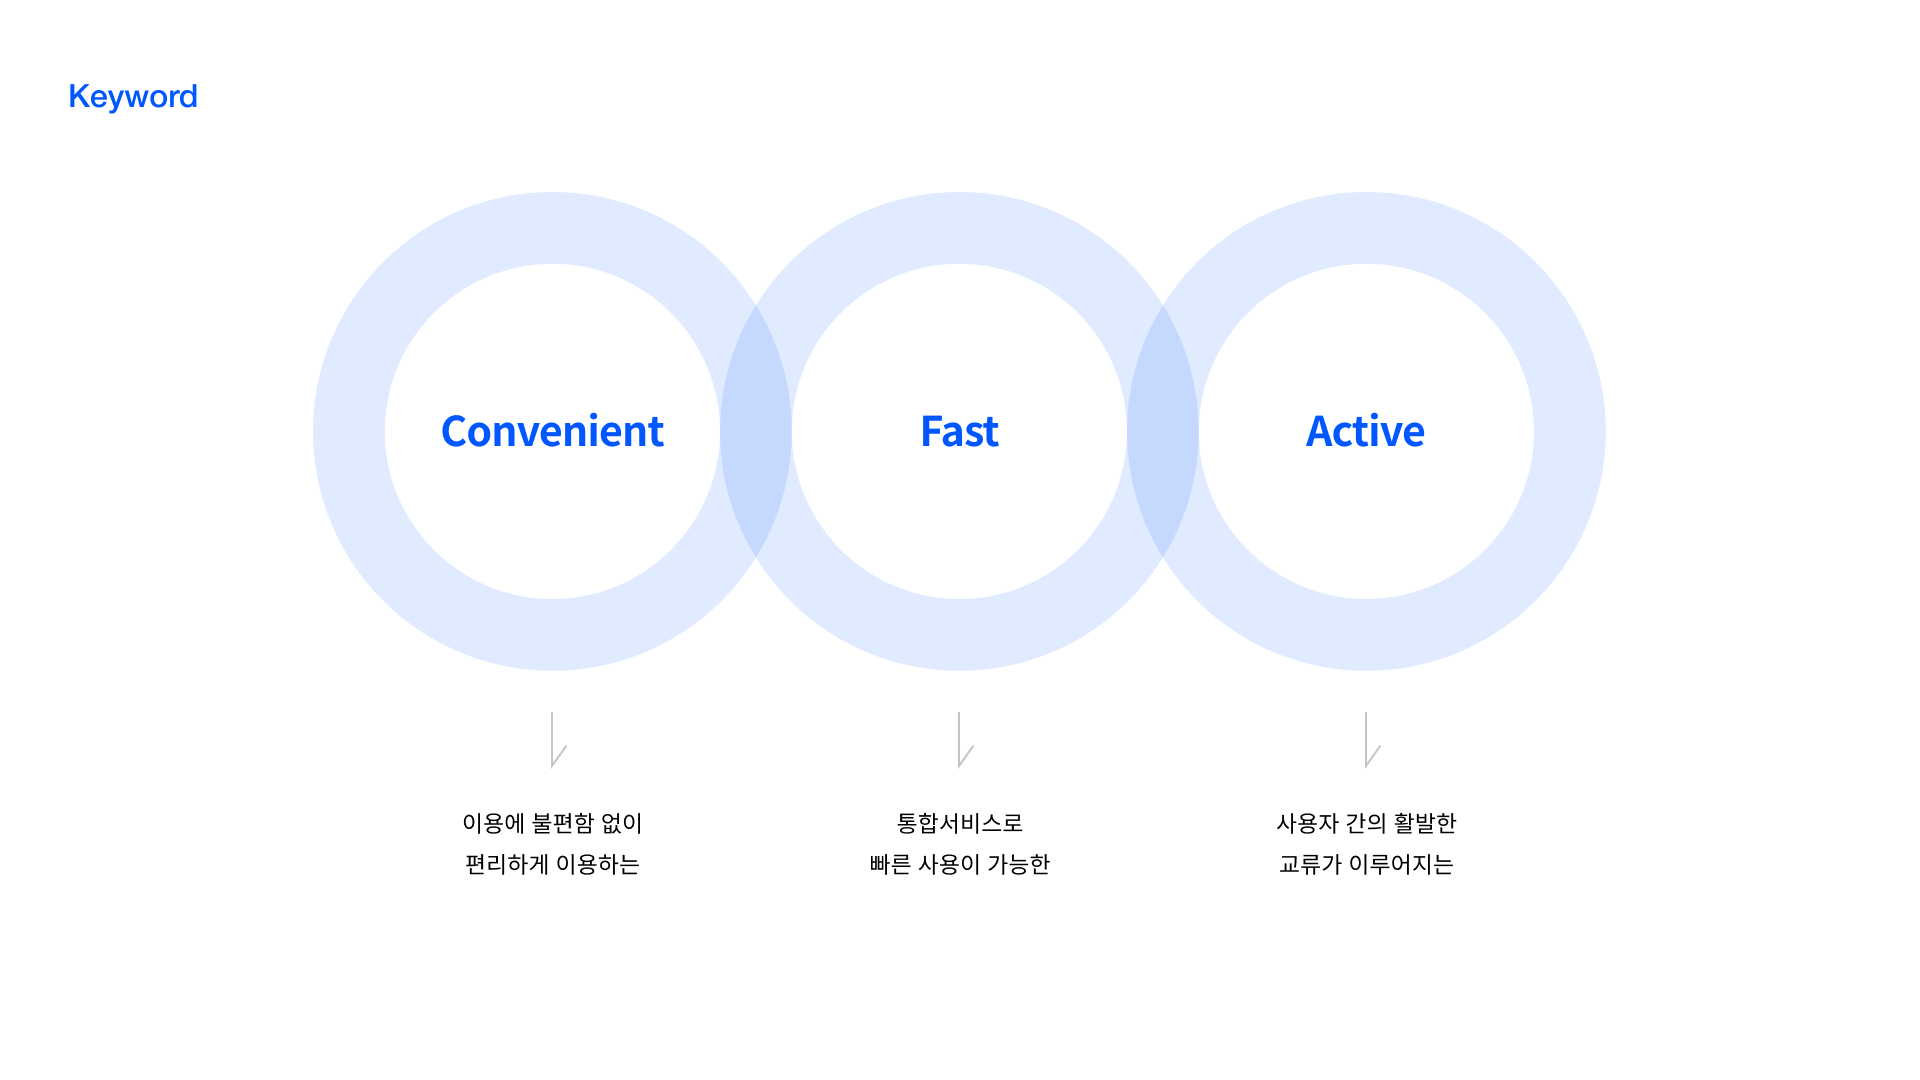 Keyword
Convenient
Fast
Active
이용에 불편함 없이
편리하게 이용하는
통합서비스로
빠른 사용이 가능한
사용자 간의 활발한
교류가 이루어지는